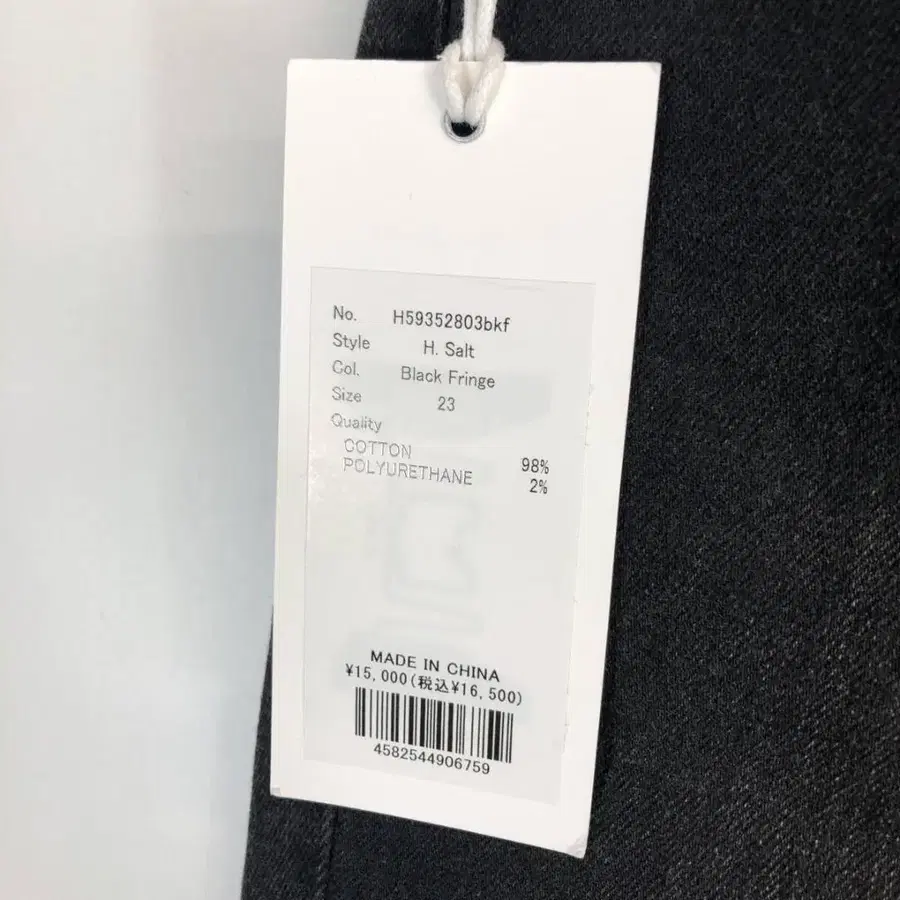 No. H59352803bkf
Style H. Salt
Col. Black Fringe
Size 23
Quality
COTTON 98%
POLYURETHANE 2%
MADE IN CHINA
¥15,000(税込¥16,500)
4582544906759